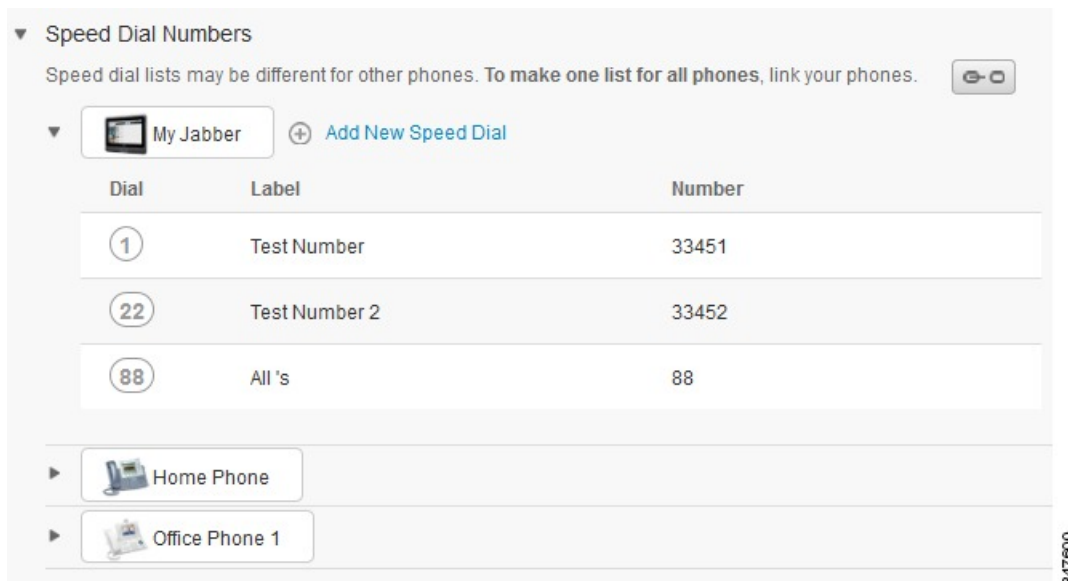 Speed Dial Numbers
Speed dial lists may be different for other phones. To make one list for all phones, link your phones.
My Jabber Add New Speed Dial
Dial Label Number
1 Test Number 33451
22 Test Number 2 33452
88 All 's 88
Home Phone
Office Phone 1